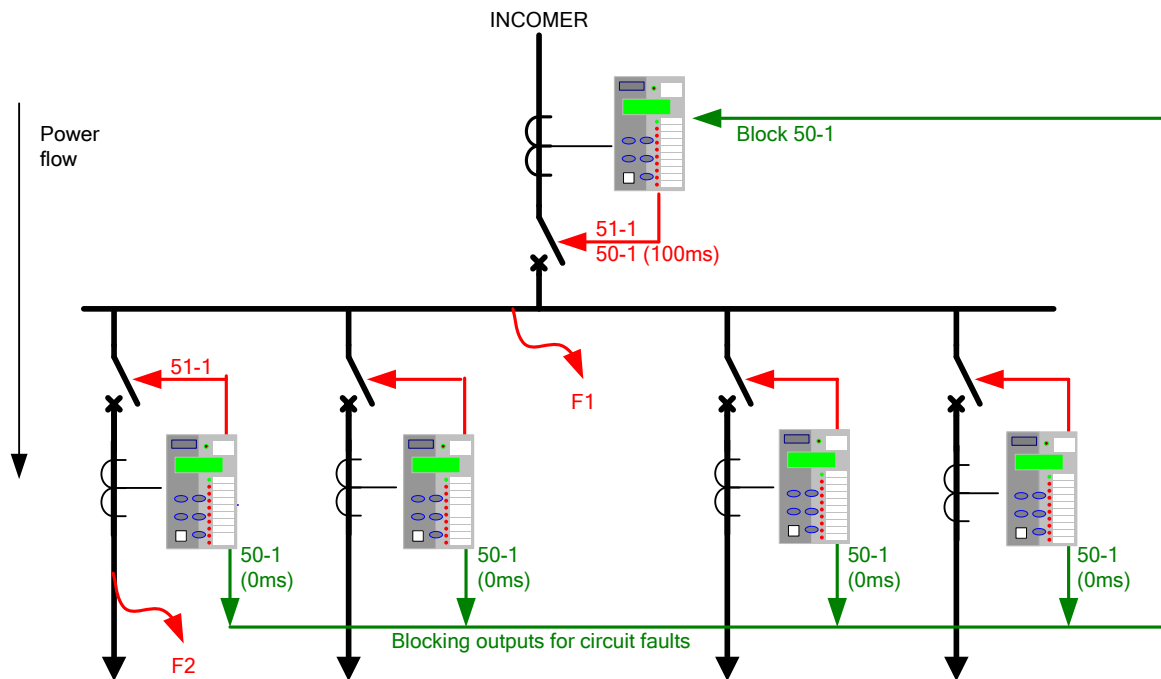 INCOMER
Power
flow
Block 50-1
51-1
50-1 (100ms)
51-1
F1
50-1
(0ms)
50-1
(0ms)
50-1
(0ms)
50-1
(0ms)
Blocking outputs for circuit faults
F2